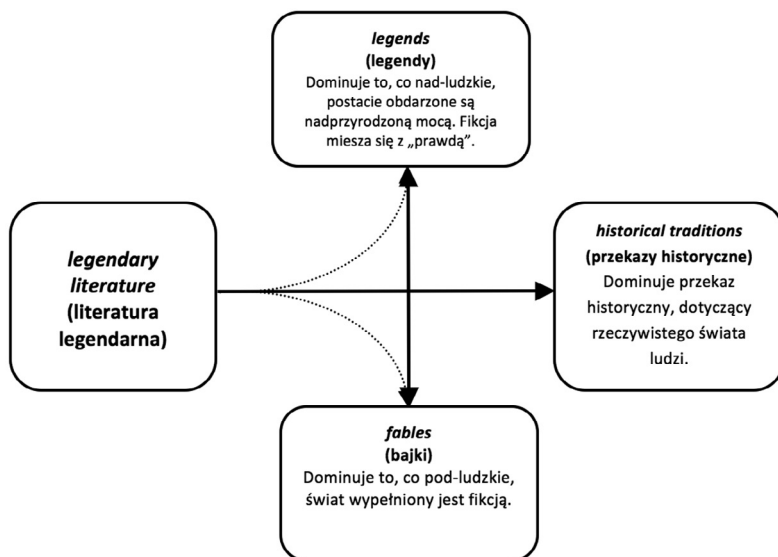 legends
(legendy)
Dominuje to, co nad-ludzkie,
postacie obdarzone są
nadprzyrodzoną mocą. Fikcja
miesza się z „prawdą”.
legendary
literature
(literatura
legendarna)
historical traditions
(przekazy historyczne)
Dominuje przekaz
historyczny, dotyczący
rzeczywistego świata
ludzi.
fables
(bajki)
Dominuje to, co pod-ludzkie,
świat wypełniony jest fikcją.